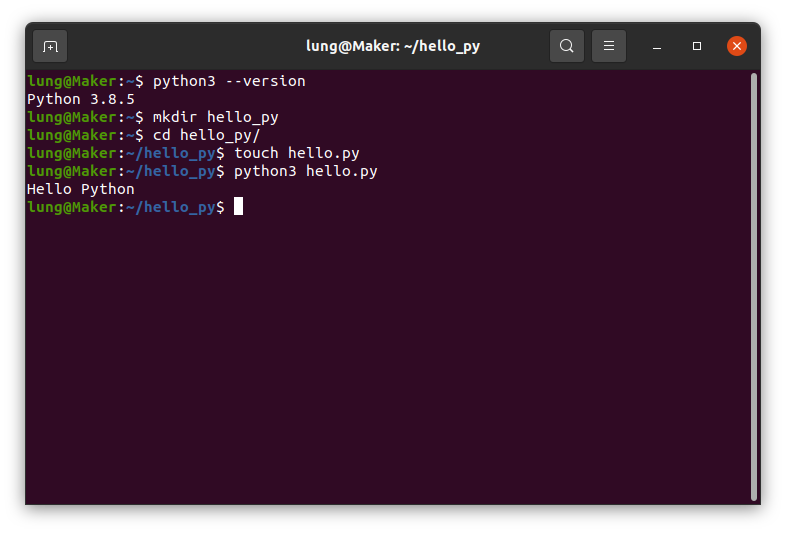 lung@Maker: ~/hello_py
lung@Maker:~$ python3 --version
Python 3.8.5
lung@Maker:~$ mkdir hello_py
lung@Maker:~$ cd hello_py/
lung@Maker:~/hello_py$ touch hello.py
lung@Maker:~/hello_py$ python3 hello.py
Hello Python
lung@Maker:~/hello_py$